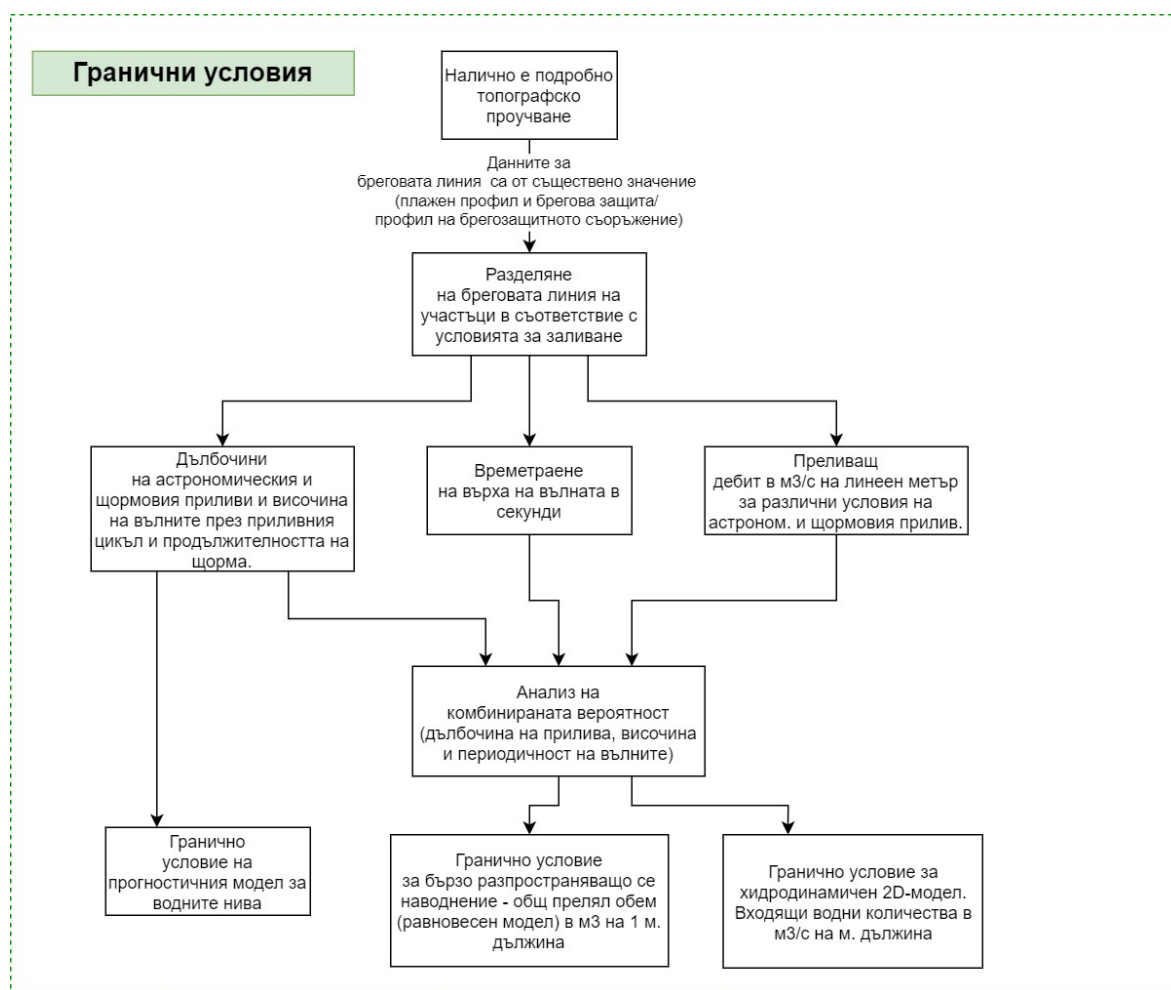 Гранични условия
Налично е подробно
топографско
проучване
Данните за
бреговата линия са от съществено значение
(плажен профил и брегова защита/
профил на брегозащитното съоръжение)
Разделяне
на бреговата линия на
участъци в съответствие с
условията за заливане
Дълбочини
на астрономическия и
щормовия приливи и височина
на вълните през приливния
цикъл и продължителността на
щорма.
Времетраене
на върха на вълната в
секунди
Преливащ
дебит в м3/с на линеен метър
за различни условия на
астроном. и щормовия прилив.
Анализ на
комбинираната вероятност
(дълбочина на прилива, височина
и периодичност на вълните)
Гранично
условие на
прогностичния модел за
водните нива
Гранично условие
за бързо разпространяващо се
наводнение - общ прелял обем
(равновесен модел) в м3 на 1 м.
дължина
Гранично условие за
хидродинамичен 2D-модел.
Входящи водни количества в
м3/с на м. дължина